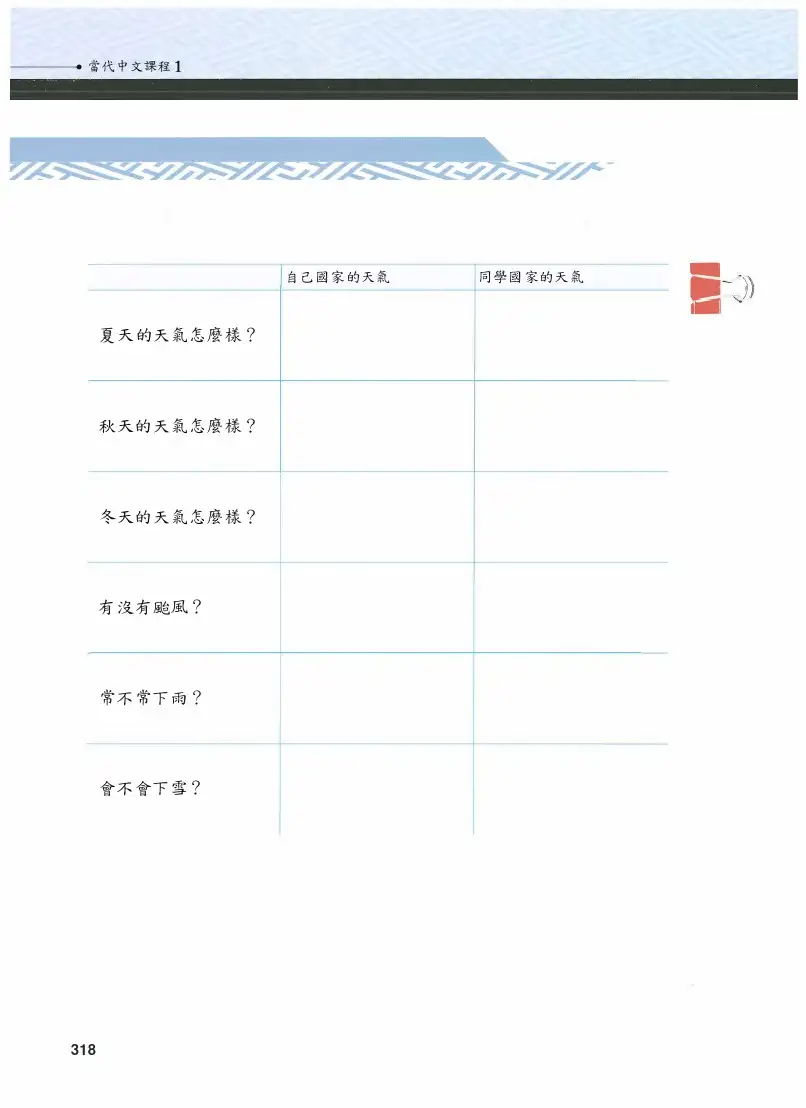 當代中文課程 1
自己國家的天氣 同學國家的天氣
夏天的天氣怎麼樣？
秋天的天氣怎麼樣？
冬天的天氣怎麼樣？
有沒有颱風？
常不常下雨？
會不會下雪？
318